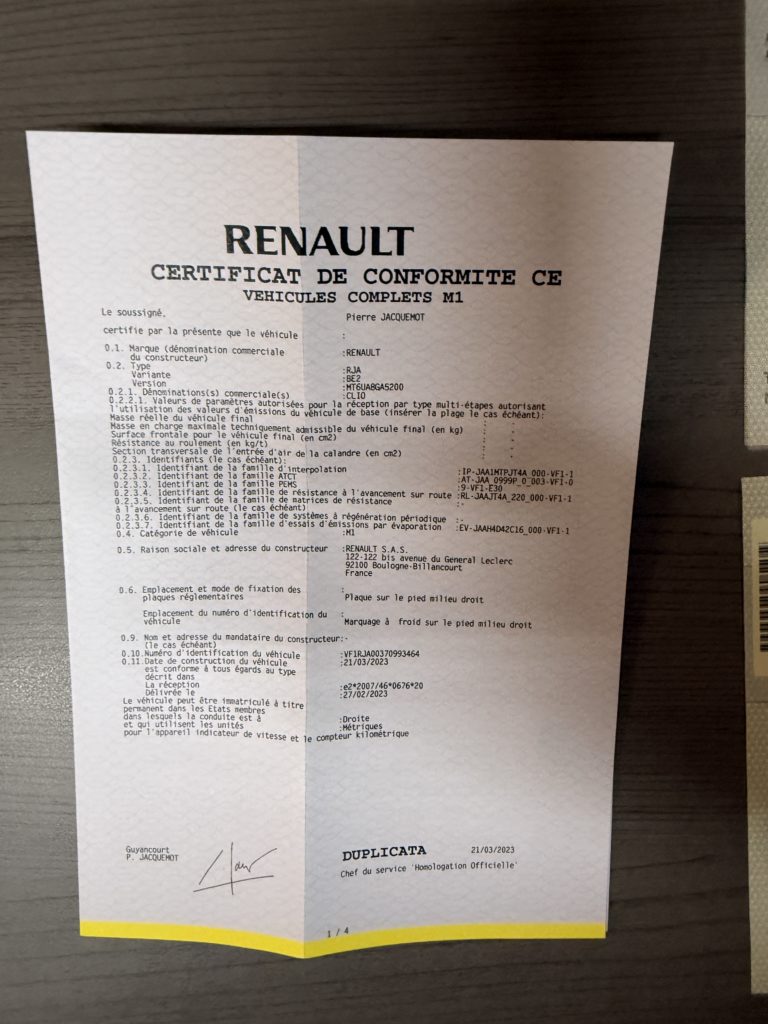 RENAULT
CERTIFICAT DE CONFORMITE CE
VEHICULES COMPLETS M1
Le soussigné, Pierre JACQUEMOT
certifie par la présente que le véhicule :
0.1. Marque (dénomination commerciale :RENAULT
du constructeur)
0.2. Type :RJA
Variante :BE2
Version :MT6UA8GA5200
0.2.1. Dénominations(s) commerciale(s) :CLIO
0.2.2.1. Valeurs de paramètres autorisées pour la réception par type multi-étapes autorisant
l'utilisation des valeurs d'émissions du véhicule de base (insérer la plage le cas échéant):
Masse réelle du véhicule final : -
Masse en charge maximale techniquement admissible du véhicule final (en kg) : -
Surface frontale pour le véhicule final (en cm2) : -
Résistance au roulement (en kg/t) : -
Section transversale de l'entrée d'air de la calandre (en cm2) : -
0.2.3. Identifiants (le cas échéant):
0.2.3.1. Identifiant de la famille d'interpolation :IP-JAA1MTPJT4A_000-VF1-1
0.2.3.2. Identifiant de la famille ATCT :AT-JAA_0999P_0_003-VF1-0
0.2.3.3. Identifiant de la famille PEMS :9-VF1-E30_ _ -
0.2.3.4. Identifiant de la famille de résistance à l'avancement sur route :RL-JAAJT4A_220_000-VF1-1
0.2.3.5. Identifiant de la famille de matrices de résistance :-
à l'avancement sur route (le cas échéant)
0.2.3.6. Identifiant de la famille de systèmes à régénération périodique :-
0.2.3.7. Identifiant de la famille d'essais d'émissions par évaporation :EV-JAAH4D42C16_000-VF1-1
0.4. Catégorie de véhicule :M1
0.5. Raison sociale et adresse du constructeur :RENAULT S.A.S.
122-122 bis avenue du General Leclerc
92100 Boulogne-Billancourt
France
0.6. Emplacement et mode de fixation des :
plaques réglementaires Plaque sur le pied milieu droit
Emplacement du numéro d'identification du :
véhicule Marquage à froid sur le pied milieu droit
0.9. Nom et adresse du mandataire du constructeur:-
(le cas échéant)
0.10.Numéro d'identification du véhicule :VF1RJA00370993464
0.11.Date de construction du véhicule :21/03/2023
est conforme à tous égards au type
décrit dans
La réception :e2*2007/46*0676*20
Délivrée le :27/02/2023
Le véhicule peut être immatriculé à titre
permanent dans les Etats membres
dans lesquels la conduite est à :Droite
et qui utilisent les unités :Métriques
pour l'appareil indicateur de vitesse et le compteur kilométrique
Guyancourt
P. JACQUEMOT
DUPLICATA 21/03/2023
Chef du service 'Homologation Officielle'
1 / 4